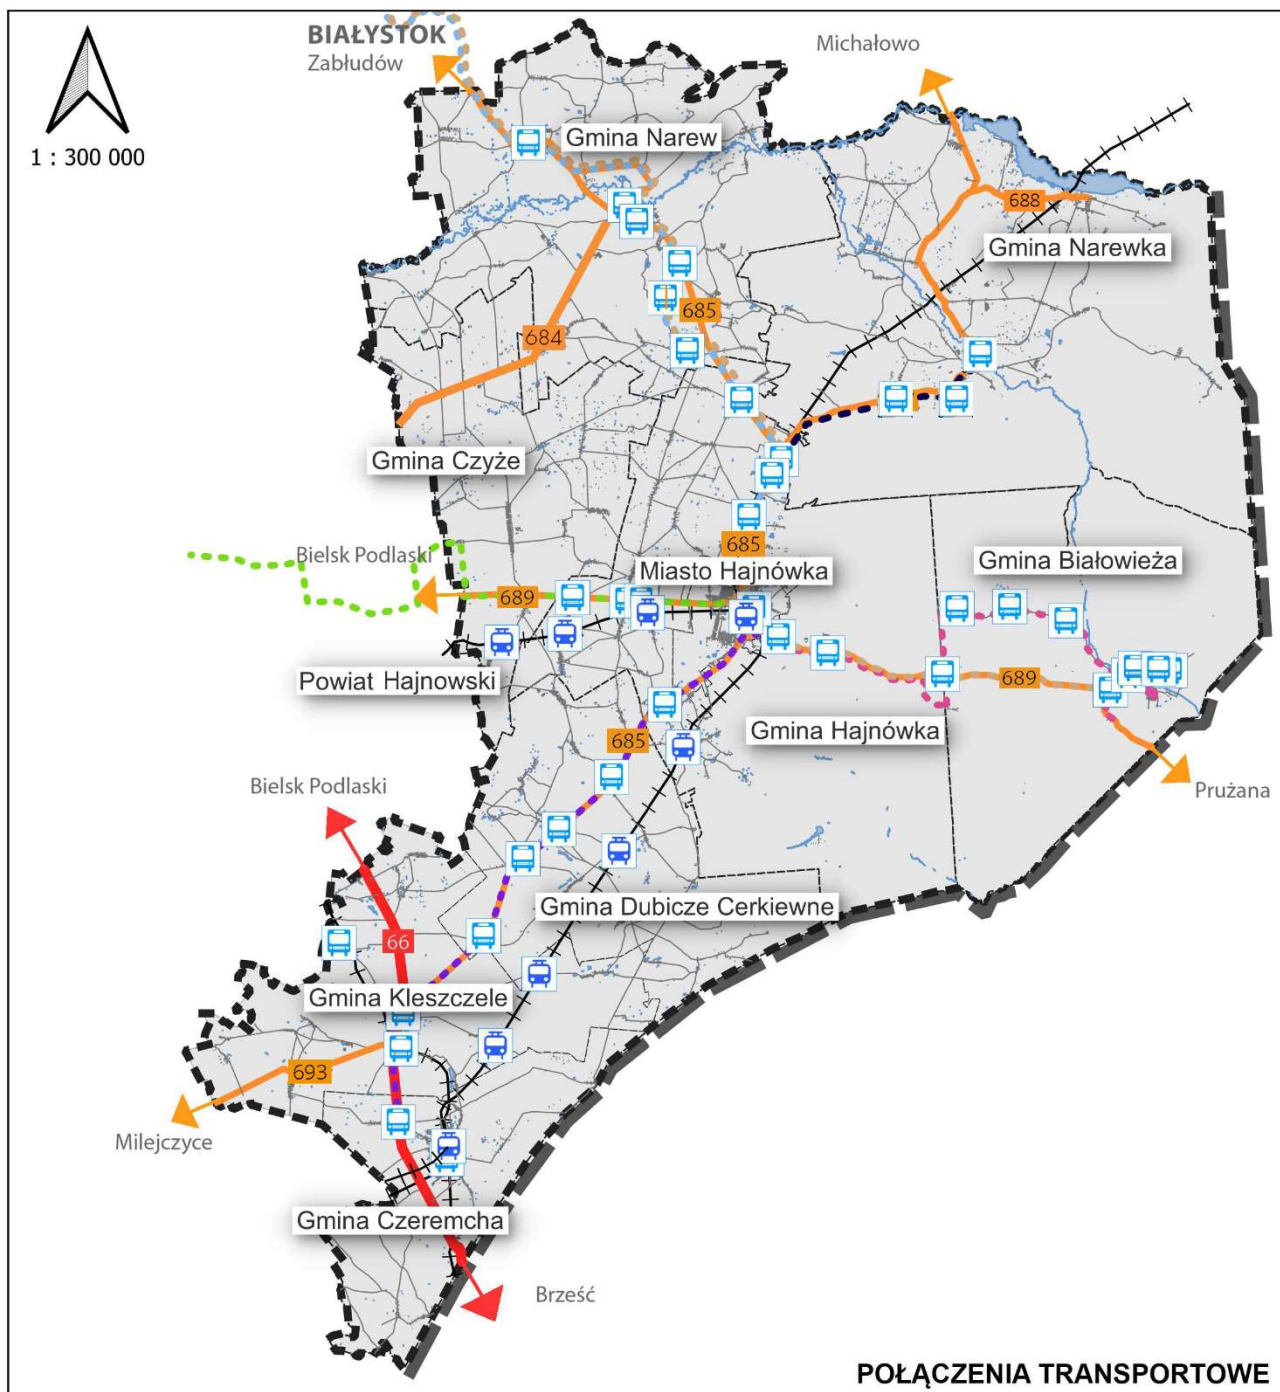 BIAŁYSTOK
Zabłudów
Michałowo
1 : 300 000
Gmina Narew
688
Gmina Narewka
685
684
Gmina Czyże
685
Bielsk Podlaski
Gmina Białowieża
Miasto Hajnówka
689
Powiat Hajnowski
689
Gmina Hajnówka
685
Bielsk Podlaski
Prużana
Gmina Dubicze Cerkiewne
66
Gmina Kleszczele
693
Milejczyce
Gmina Czeremcha
Brześć
POŁĄCZENIA TRANSPORTOWE